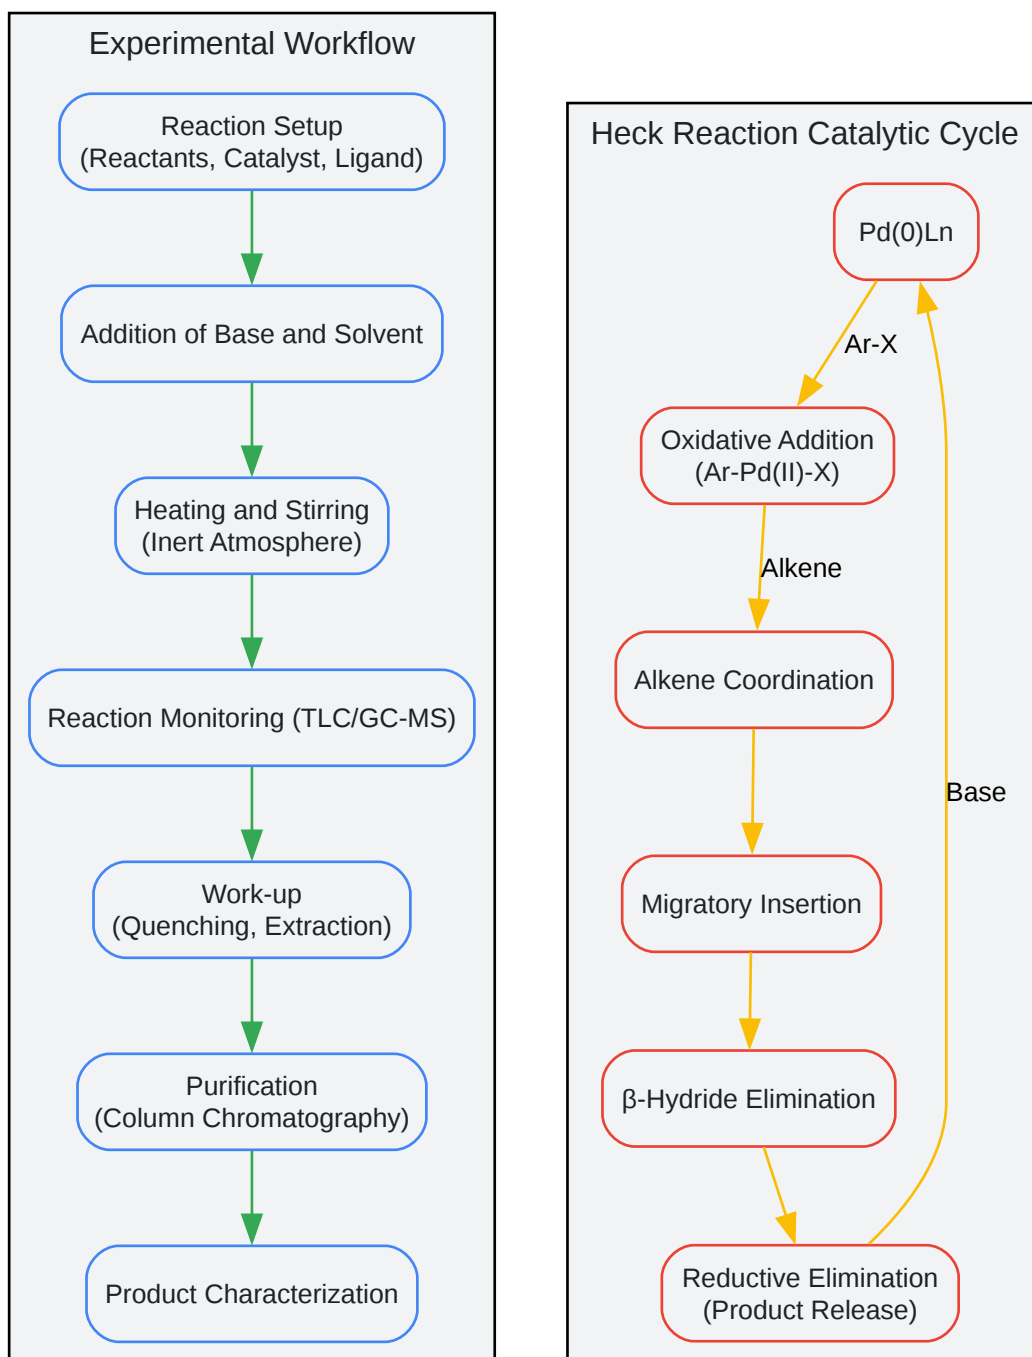 Experimental Workflow
Reaction Setup
(Reactants, Catalyst, Ligand)
Addition of Base and Solvent
Heating and Stirring
(Inert Atmosphere)
Reaction Monitoring (TLC/GC-MS)
Work-up
(Quenching, Extraction)
Purification
(Column Chromatography)
Product Characterization
Heck Reaction Catalytic Cycle
Pd(0)Ln
Ar-X
Oxidative Addition
(Ar-Pd(II)-X)
Alkene
Alkene Coordination
Base
Migratory Insertion
β-Hydride Elimination
Reductive Elimination
(Product Release)